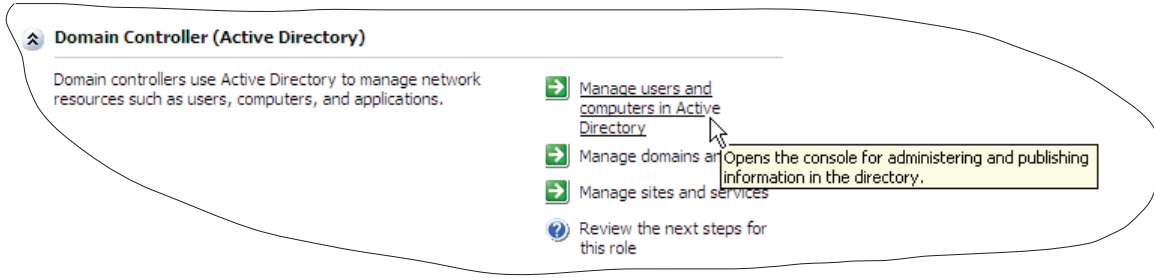 Domain Controller (Active Directory)
Domain controllers use Active Directory to manage network
resources such as users, computers, and applications.
Manage users and
computers in Active
Directory
Manage domains an
Opens the console for administering and publishing
information in the directory.
Manage sites and services
Review the next steps for
this role